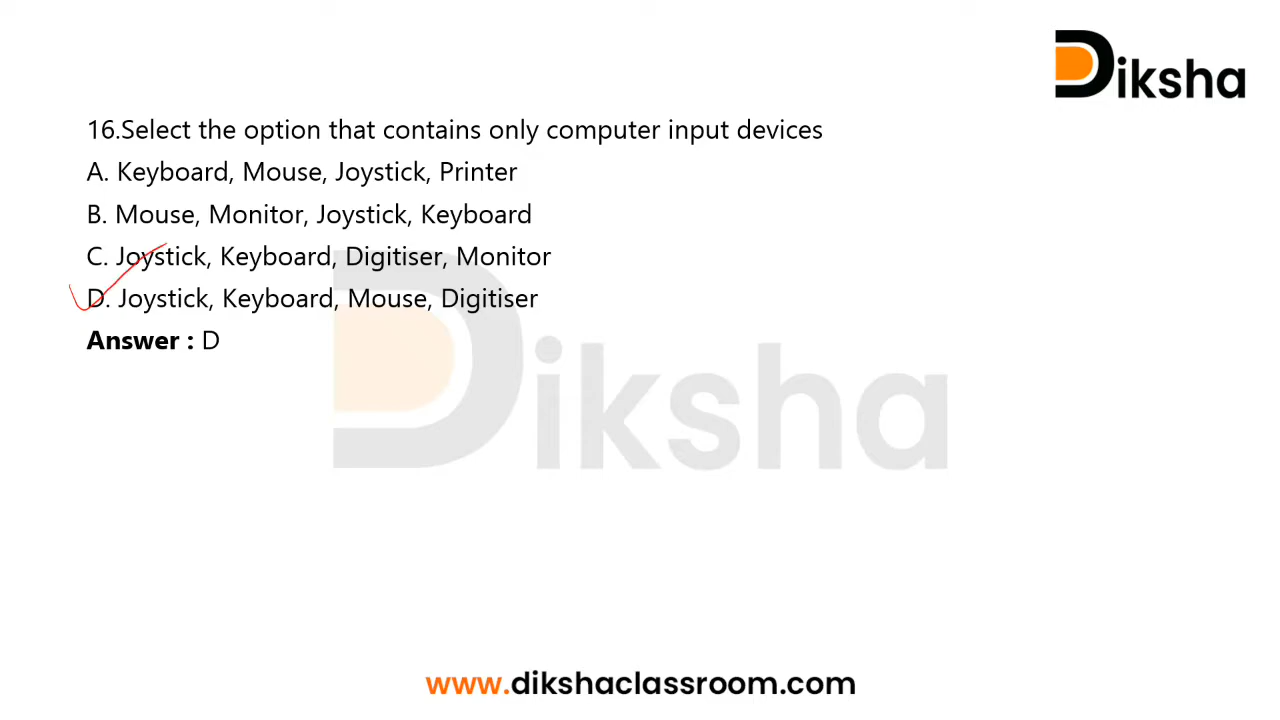 Diksha
16.Select the option that contains only computer input devices
A. Keyboard, Mouse, Joystick, Printer
B. Mouse, Monitor, Joystick, Keyboard
C. Joystick, Keyboard, Digitiser, Monitor
D. Joystick, Keyboard, Mouse, Digitiser
Answer : D
Diksha
www.dikshaclassroom.com